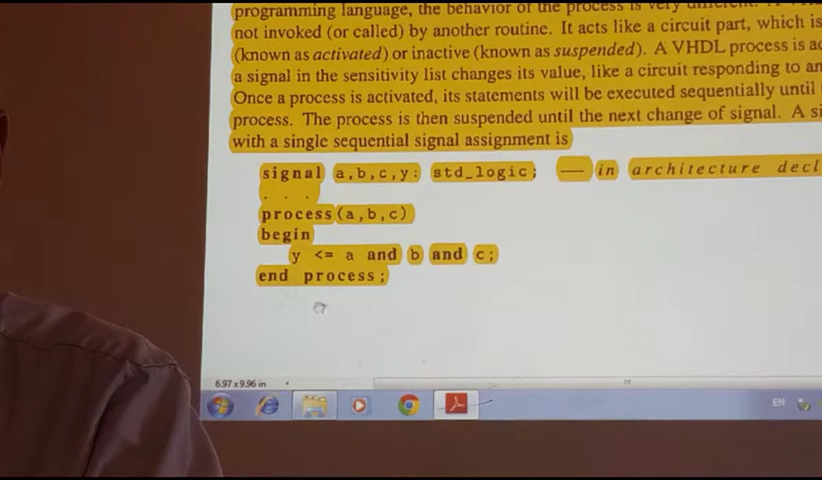 programming language, the behavior of the process is very different.
not invoked (or called) by another routine. It acts like a circuit part, which is
(known as activated) or inactive (known as suspended). A VHDL process is
a signal in the sensitivity list changes its value, like a circuit responding to
Once a process is activated, its statements will be executed sequentially until
process. The process is then suspended until the next change of signal. A
with a single sequential signal assignment is
signal a,b,c,y: std_logic; — in architecture decl
. . .
process(a,b,c)
begin
y <= a and b and c;
end process;
6.97 x 9.96 in
EN